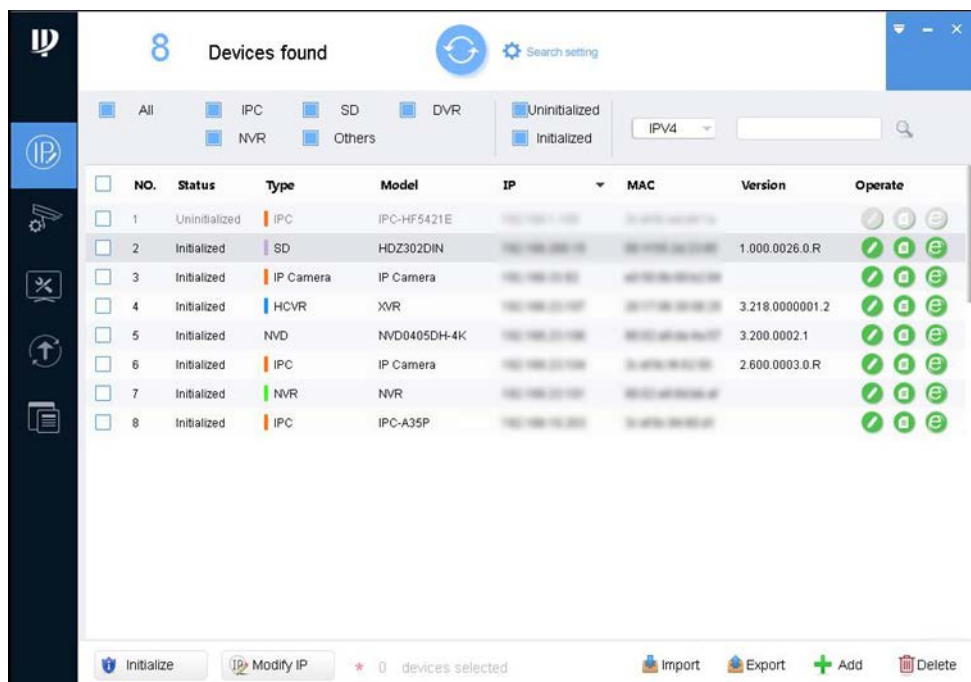 8 Devices found Search setting
All IPC SD DVR Uninitialized
NVR Others Initialized IPV4
NO. Status Type Model IP MAC Version Operate
1 Uninitialized IPC IPC-HF5421E
2 Initialized SD HDZ302DIN 1.000.0026.0.R
3 Initialized IP Camera IP Camera
4 Initialized HCVR XVR 3.218.0000001.2
5 Initialized NVD NVD0405DH-4K 3.200.0002.1
6 Initialized IPC IP Camera 2.600.0003.0.R
7 Initialized NVR NVR
8 Initialized IPC IPC-A35P
Initialize IP Modify IP * 0 devices selected Import Export Add Delete